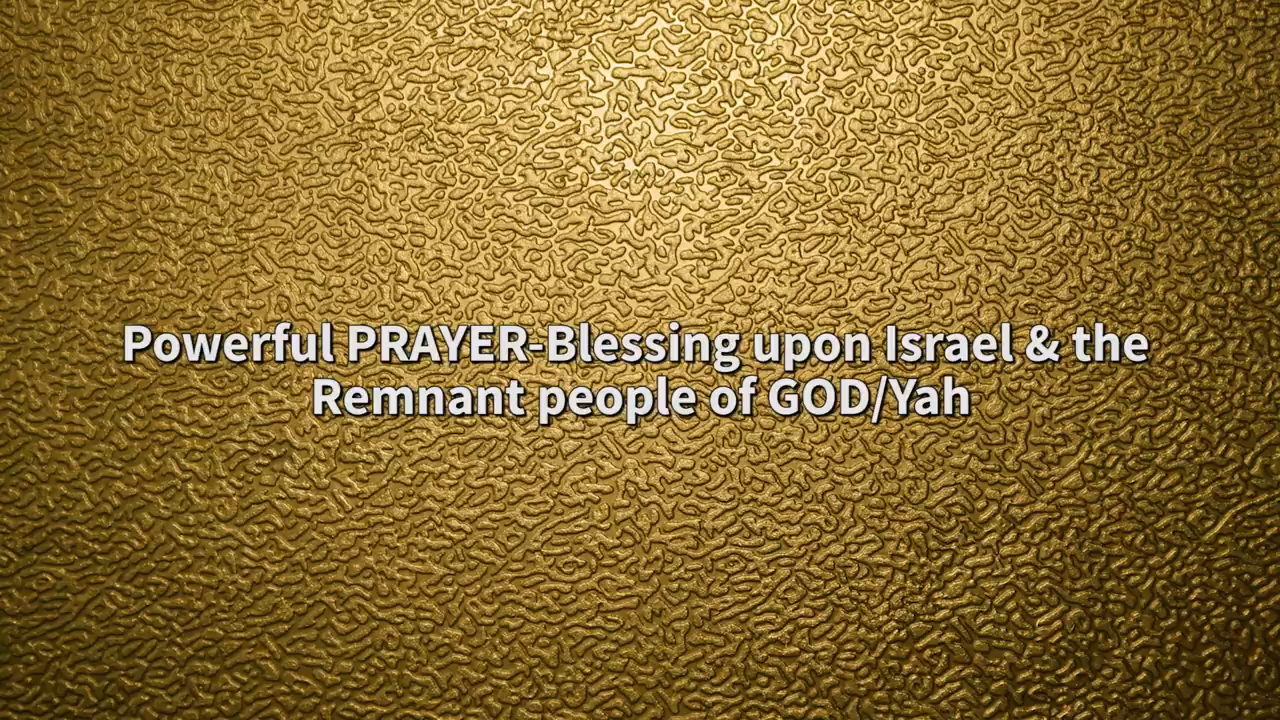 Powerful PRAYER-Blessing upon Israel & the
Remnant people of GOD/Yah